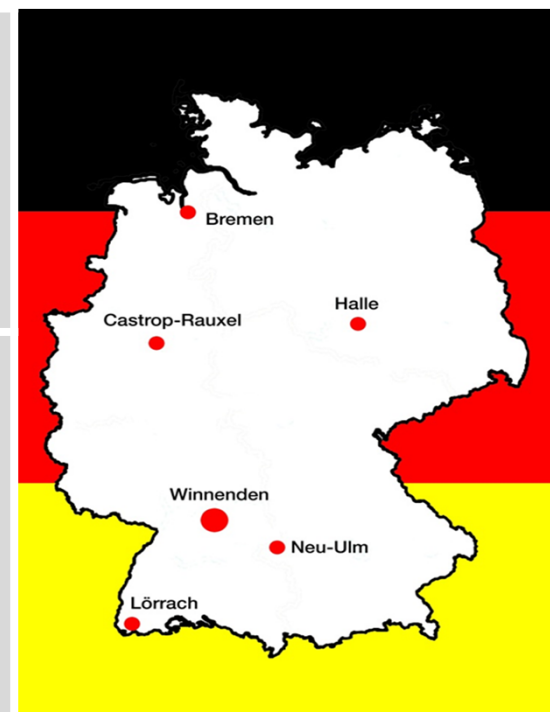 Bremen
Halle
Castrop-Rauxel
Winnenden
Neu-Ulm
Lörrach